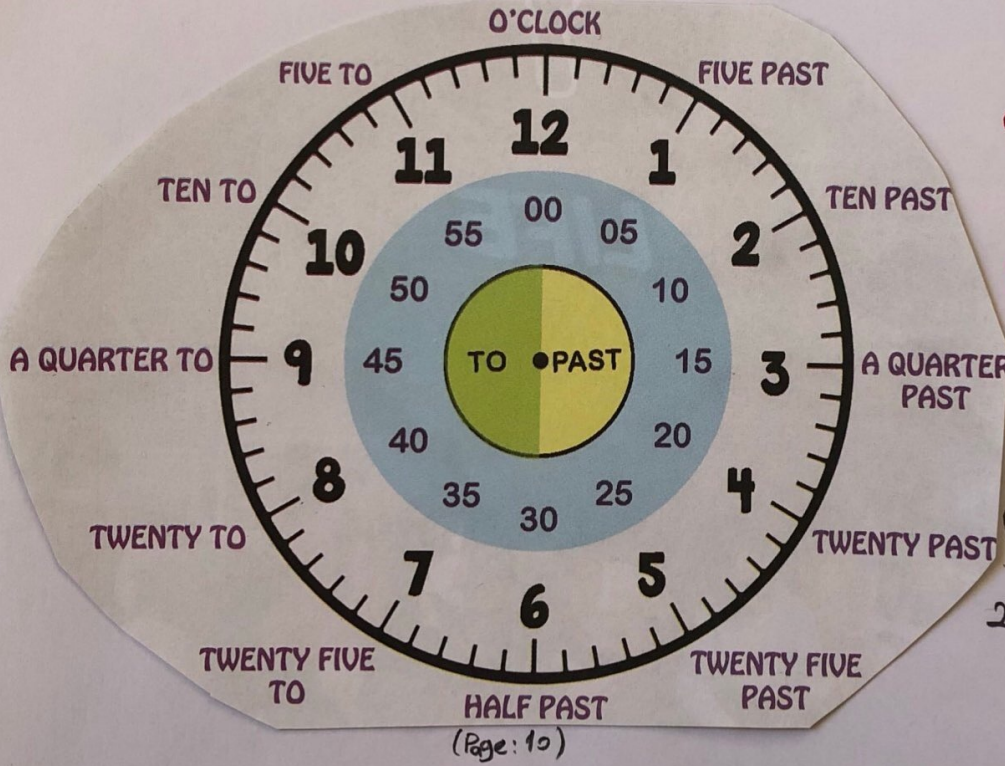 O'CLOCK
FIVE TO
FIVE PAST
12
11
1
TEN TO
TEN PAST
00
55
05
10
2
50
10
A QUARTER TO
9
45
TO
PAST
15
3
A QUARTER
PAST
40
20
8
4
35
25
30
TWENTY TO
TWENTY PAST
7
5
6
TWENTY FIVE
TO
TWENTY FIVE
PAST
HALF PAST
(Page: 10)